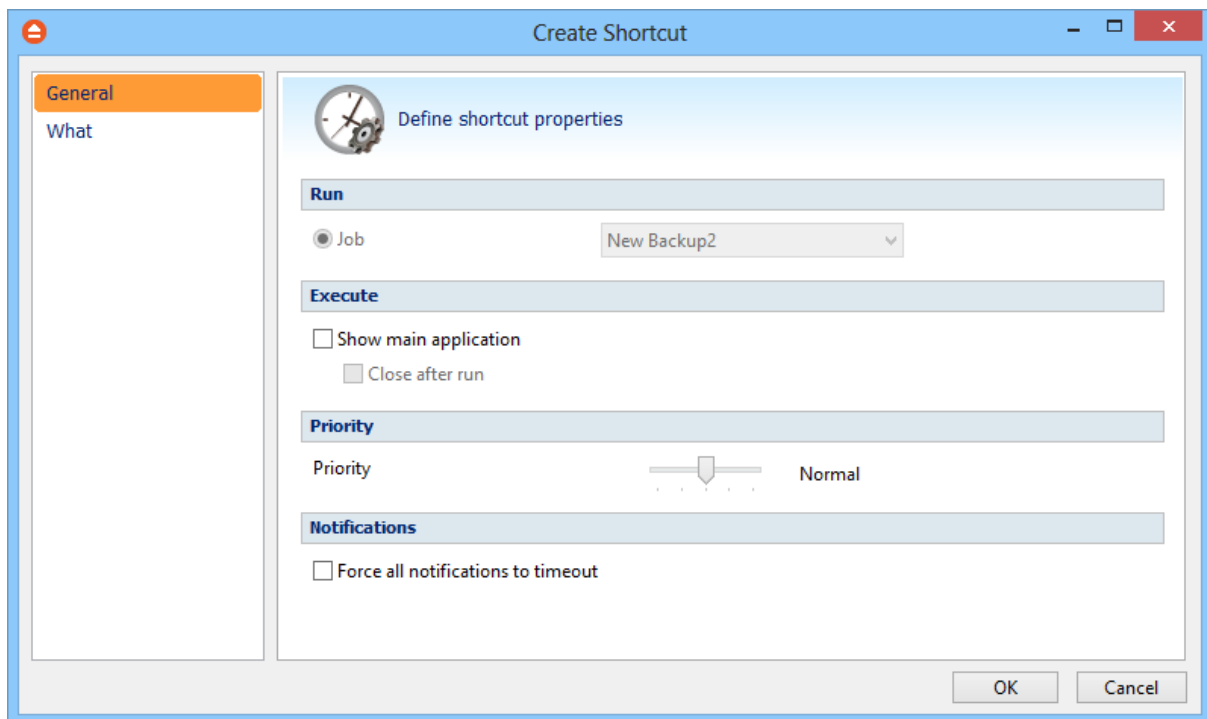 Create Shortcut
General
What
Define shortcut properties
Run
Job New Backup2
Execute
Show main application
Close after run
Priority
Priority Normal
Notifications
Force all notifications to timeout
OK Cancel